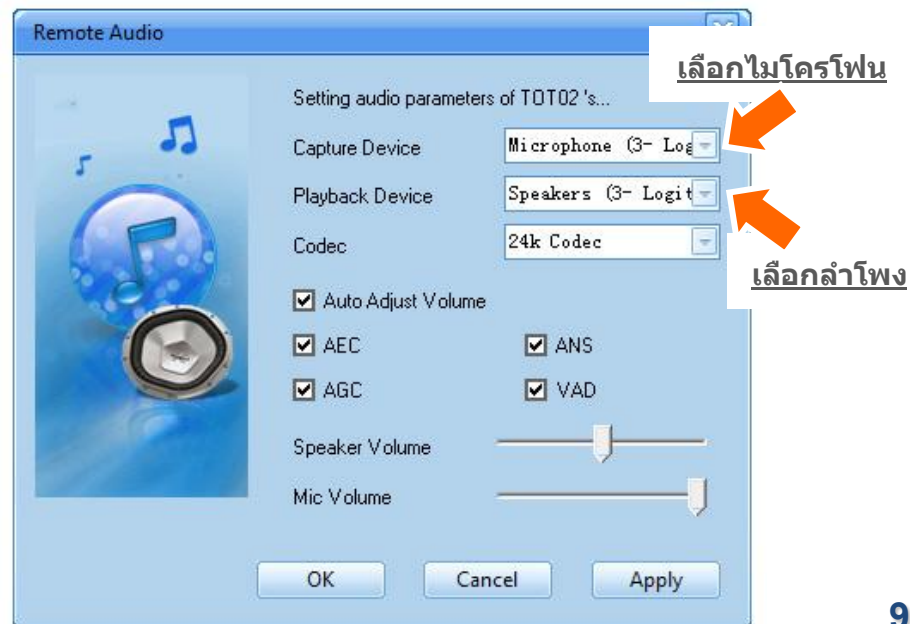 Remote Audio
เลือกไมโครโฟน
Setting audio parameters of TOT02 's...
Capture Device
Microphone (3- Log
Playback Device
Speakers (3- Logit
Codec
24k Codec
เลือกลำโพง
Auto Adjust Volume
AEC
ANS
AGC
VAD
Speaker Volume
Mic Volume
OK
Cancel
Apply
9